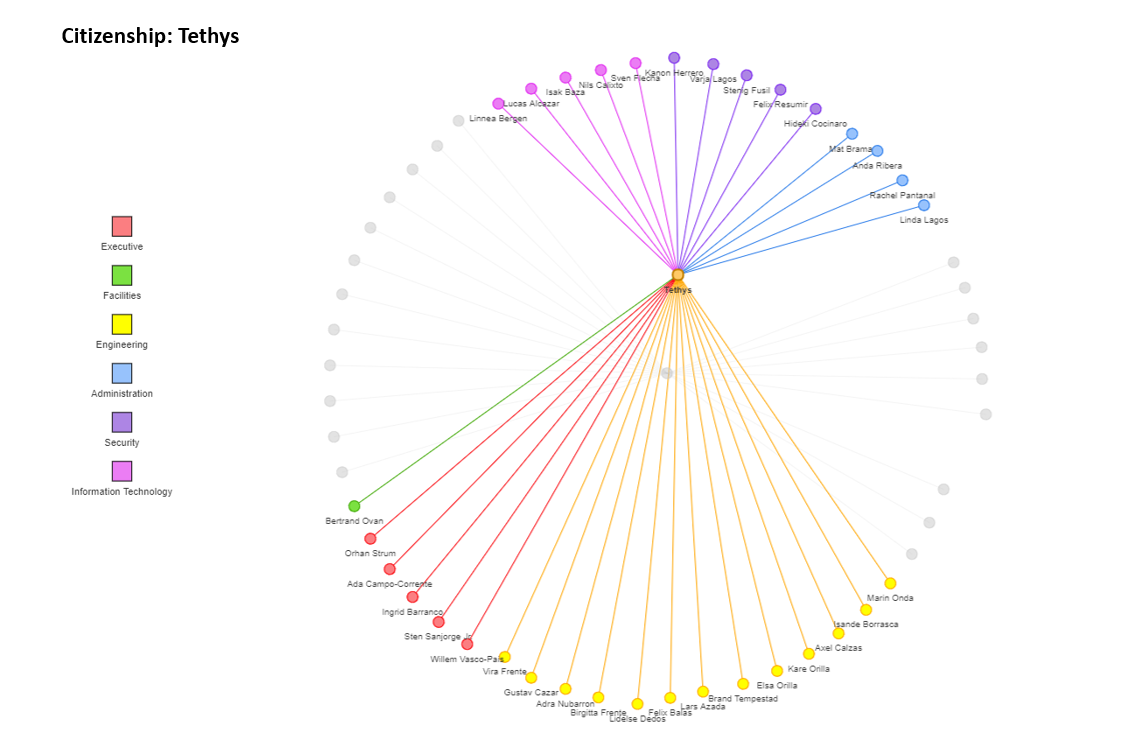 Citizenship: Tethys
Executive
Facilities
Engineering
Administration
Security
Information Technology
Kanon Herrero
Varja Lagos
Sven Flecha
Stenig Fusil
Nils Calixto
Isak Baza
Felix Resumir
Lucas Alcazar
Linnea Bergen
Hideki Cocinaro
Mat Bramar
Anda Ribera
Rachel Pantanal
Linda Lagos
Tethys
Bertrand Ovan
Orhan Strum
Ada Campo-Corrente
Ingrid Barranco
Sten Sanjorge Jr
Willem Vasco-Pais
Vira Frente
Gustav Cazar
Adra Nubarron
Birgitta Frente
Lidelse Dedos
Felix Balas
Lars Azada
Brand Tempestad
Elsa Orilla
Kare Orilla
Axel Calzas
Isande Borrasca
Marin Onda